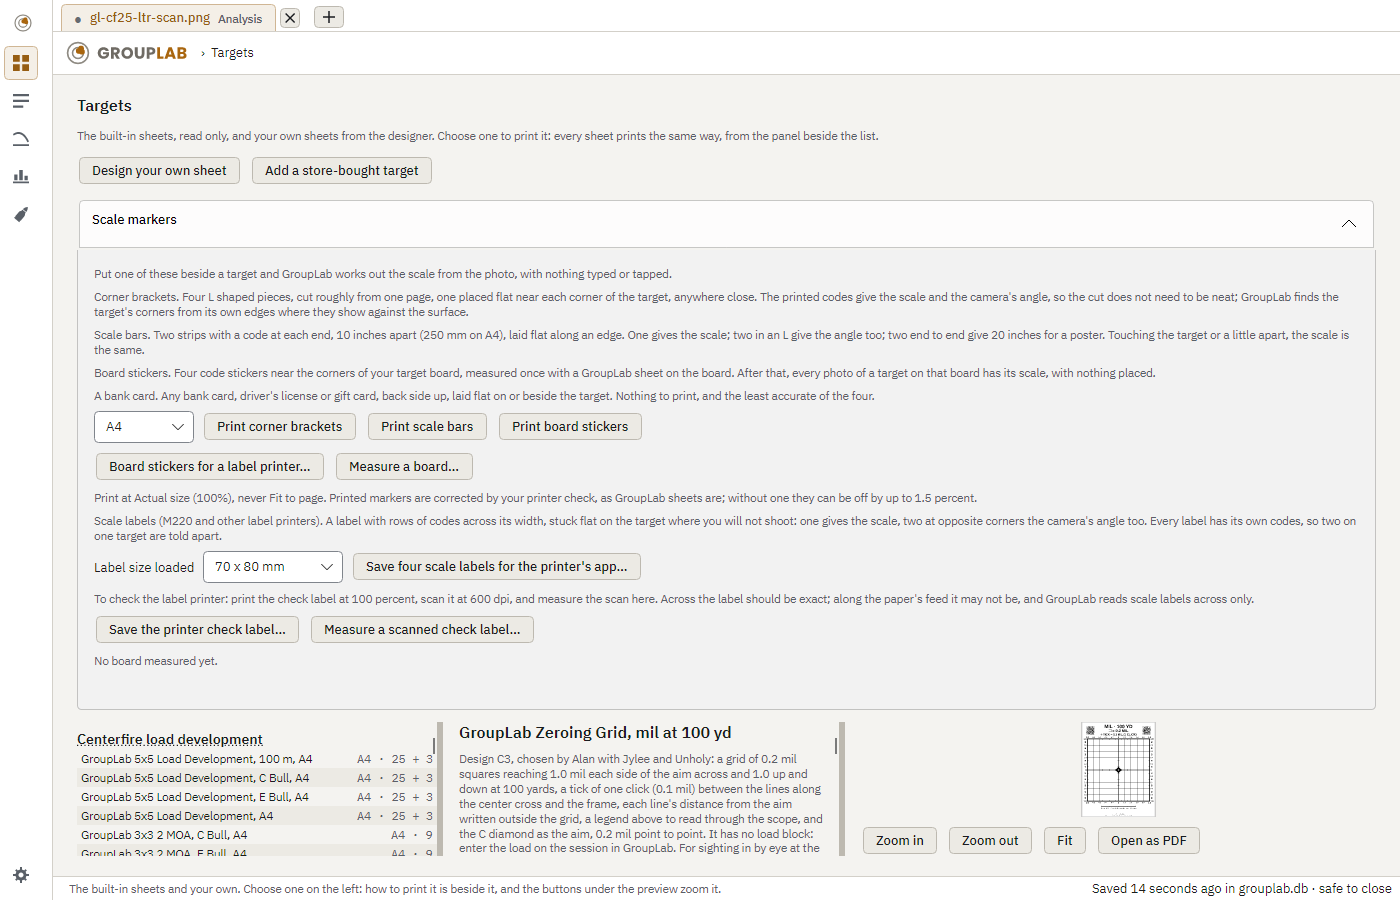 gl-cf25-ltr-scan.png Analysis
GROUPLAB › Targets
Targets
The built-in sheets, read only, and your own sheets from the designer. Choose one to print it: every sheet prints the same way, from the panel beside the list.
Design your own sheet Add a store-bought target
Scale markers
Put one of these beside a target and GroupLab works out the scale from the photo, with nothing typed or tapped.
Corner brackets. Four L shaped pieces, cut roughly from one page, one placed flat near each corner of the target, anywhere close. The printed codes give the scale and the camera's angle, so the cut does not need to be neat; GroupLab finds the
target's corners from its own edges where they show against the surface.
Scale bars. Two strips with a code at each end, 10 inches apart (250 mm on A4), laid flat along an edge. One gives the scale; two in an L give the angle too; two end to end give 20 inches for a poster. Touching the target or a little apart, the scale is
the same.
Board stickers. Four code stickers near the corners of your target board, measured once with a GroupLab sheet on the board. After that, every photo of a target on that board has its scale, with nothing placed.
A bank card. Any bank card, driver's license or gift card, back side up, laid flat on or beside the target. Nothing to print, and the least accurate of the four.
A4 Print corner brackets Print scale bars Print board stickers
Board stickers for a label printer... Measure a board...
Print at Actual size (100%), never Fit to page. Printed markers are corrected by your printer check, as GroupLab sheets are; without one they can be off by up to 1.5 percent.
Scale labels (M220 and other label printers). A label with rows of codes across its width, stuck flat on the target where you will not shoot: one gives the scale, two at opposite corners the camera's angle too. Every label has its own codes, so two on
one target are told apart.
Label size loaded 70 x 80 mm Save four scale labels for the printer's app...
To check the label printer: print the check label at 100 percent, scan it at 600 dpi, and measure the scan here. Across the label should be exact; along the paper's feed it may not be, and GroupLab reads scale labels across only.
Save the printer check label... Measure a scanned check label...
No board measured yet.
Centerfire load development
GroupLab 5x5 Load Development, 100 m, A4 A4 · 25 + 3
GroupLab 5x5 Load Development, C Bull, A4 A4 · 25 + 3
GroupLab 5x5 Load Development, E Bull, A4 A4 · 25 + 3
GroupLab 5x5 Load Development, A4 A4 · 25 + 3
GroupLab 3x3 2 MOA, C Bull, A4 A4 · 9
GroupLab 3x3 2 MOA, E Bull, A4 A4 · 9
GroupLab Zeroing Grid, mil at 100 yd
Design C3, chosen by Alan with Jylee and Unholy: a grid of 0.2 mil
squares reaching 1.0 mil each side of the aim across and 1.0 up and
down at 100 yards, a tick of one click (0.1 mil) between the lines along
the center cross and the frame, each line's distance from the aim
written outside the grid, a legend above to read through the scope, and
the C diamond as the aim, 0.2 mil point to point. It has no load block:
enter the load on the session in GroupLab. For sighting in by eye at the
MIL · 100 YD
Zoom in Zoom out Fit Open as PDF
The built-in sheets and your own. Choose one on the left: how to print it is beside it, and the buttons under the preview zoom it.
Saved 14 seconds ago in grouplab.db · safe to close